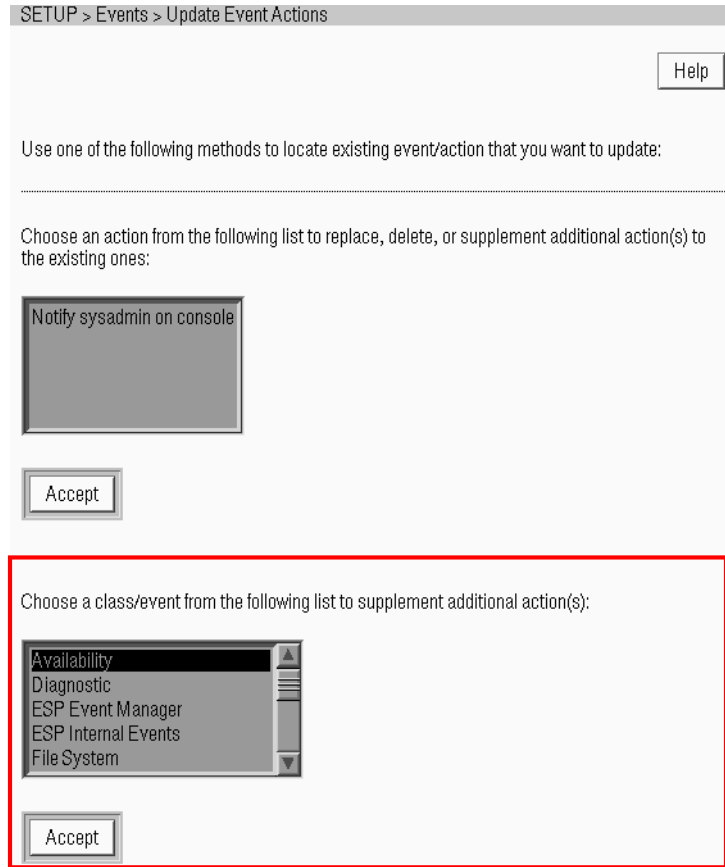 SETUP > Events > Update Event Actions
Help
Use one of the following methods to locate existing event/action that you want to update:
Choose an action from the following list to replace, delete, or supplement additional action(s) to
the existing ones:
Notify sysadmin on console
Accept
Choose a class/event from the following list to supplement additional action(s):
Availability
Diagnostic
ESP Event Manager
ESP Internal Events
File System
Accept